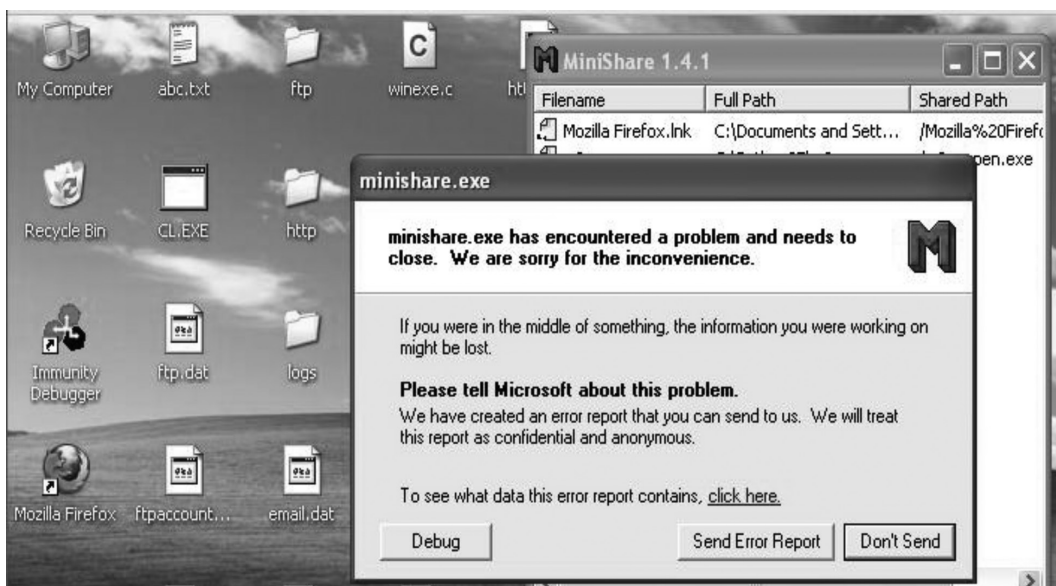 My Computer
abc.txt
ftp
winexe.c
MiniShare 1.4.1
Filename
Full Path
Shared Path
Mozilla Firefox.lnk
C:\Documents and Sett...
Recycle Bin
CL.EXE
http
minishare.exe
minishare.exe has encountered a problem and needs to
close. We are sorry for the inconvenience.
Immunity
Debugger
ftp.dat
logs
If you were in the middle of something, the information you were working on
might be lost.
Please tell Microsoft about this problem.
We have created an error report that you can send to us. We will treat
this report as confidential and anonymous.
Mozilla Firefox
ftpaccount...
email.dat
To see what data this error report contains, click here.
Debug
Send Error Report
Don't Send